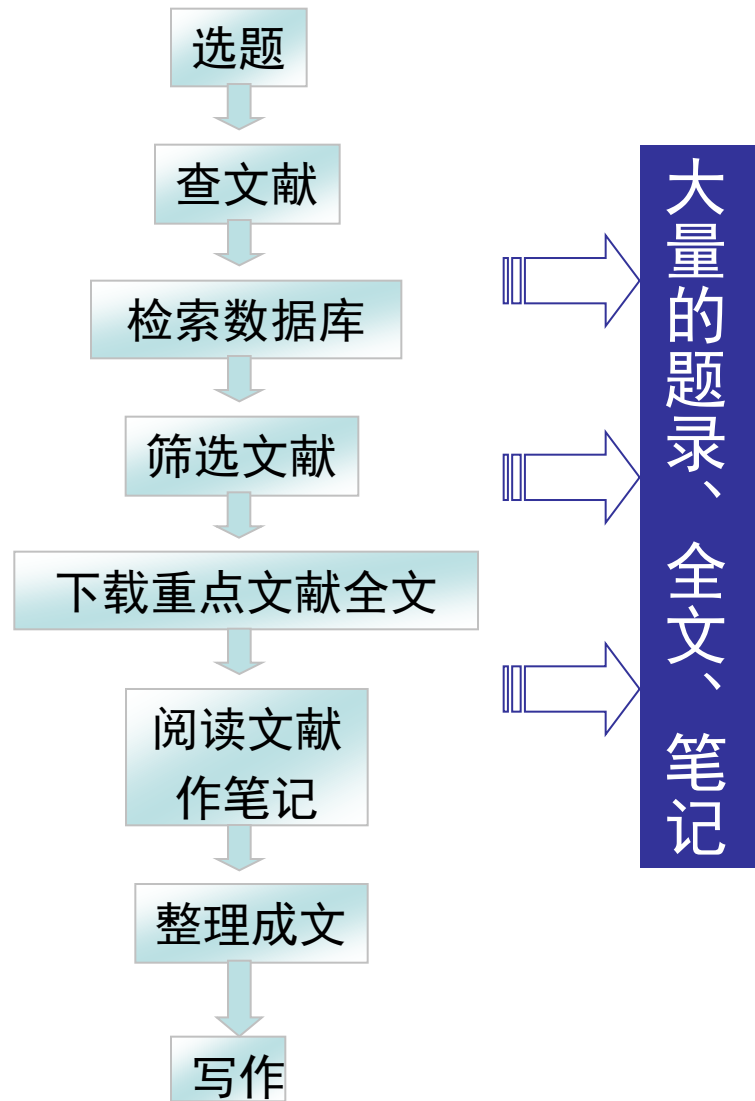 选题
查文献
检索数据库
筛选文献
下载重点文献全文
阅读文献
作笔记
整理成文
写作
大量的题录、全文、笔记